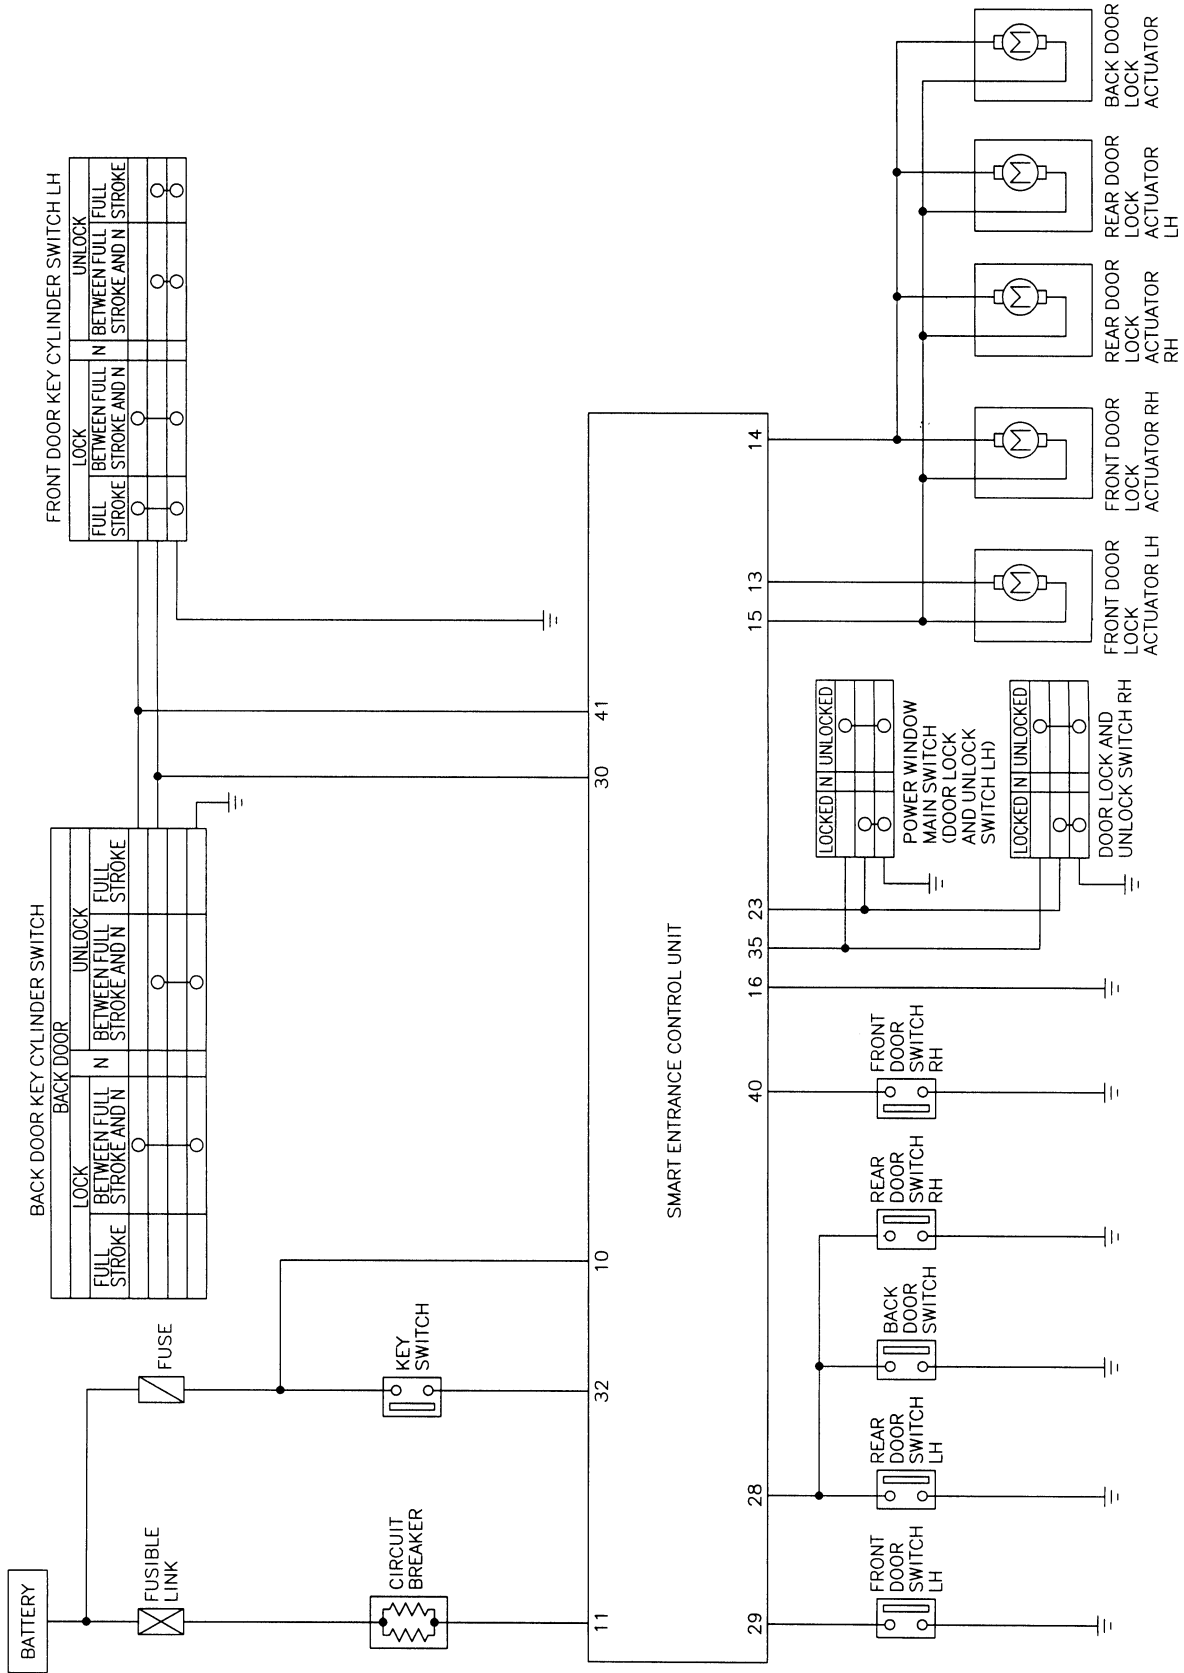 BATTERY
FUSIBLE
LINK
FUSE
CIRCUIT
BREAKER
KEY
SWITCH
BACK DOOR KEY CYLINDER SWITCH
BACK DOOR
LOCK
N
UNLOCK
FULL
STROKE
BETWEEN FULL
STROKE AND N
BETWEEN FULL
STROKE AND N
FULL
STROKE
FRONT DOOR KEY CYLINDER SWITCH LH
LOCK
N
UNLOCK
FULL
STROKE
BETWEEN FULL
STROKE AND N
BETWEEN FULL
STROKE AND N
FULL
STROKE
11
32
10
30
41
SMART ENTRANCE CONTROL UNIT
29
28
40
16
35
23
15
13
14
FRONT
DOOR
SWITCH
LH
REAR
DOOR
SWITCH
LH
BACK
DOOR
SWITCH
REAR
DOOR
SWITCH
RH
FRONT
DOOR
SWITCH
RH
LOCKED N UNLOCKED
POWER WINDOW
MAIN SWITCH
(DOOR LOCK
AND UNLOCK
SWITCH LH)
LOCKED N UNLOCKED
DOOR LOCK AND
UNLOCK SWITCH RH
M
FRONT DOOR
LOCK
ACTUATOR LH
M
FRONT DOOR
LOCK
ACTUATOR RH
M
REAR DOOR
LOCK
ACTUATOR
RH
M
REAR DOOR
LOCK
ACTUATOR
LH
M
BACK DOOR
LOCK
ACTUATOR